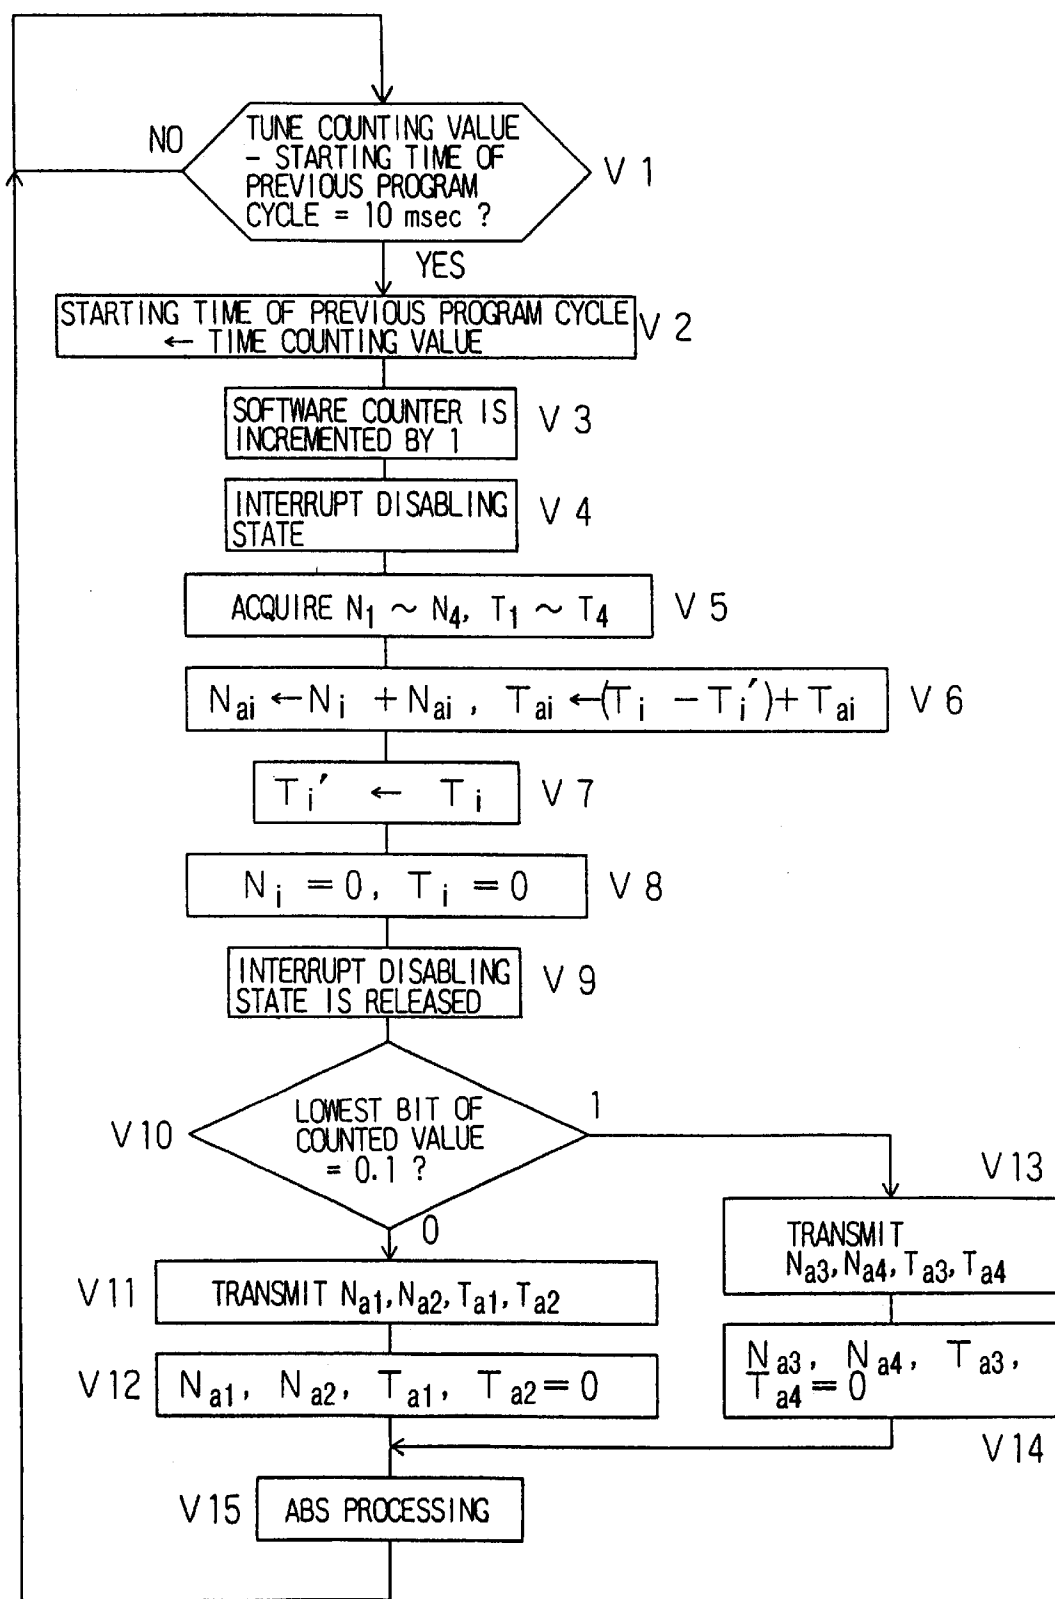 NO
TUNE COUNTING VALUE
- STARTING TIME OF
PREVIOUS PROGRAM
CYCLE = 10 msec ?
V 1
YES
STARTING TIME OF PREVIOUS PROGRAM CYCLE
← TIME COUNTING VALUE
V 2
SOFTWARE COUNTER IS
INCREMENTED BY 1
V 3
INTERRUPT DISABLING
STATE
V 4
ACQUIRE N1 ~ N4, T1 ~ T4
V 5
Nai ← Ni + Nai , Tai ← (Ti - Ti′) + Tai
V 6
Ti′ ← Ti
V 7
Ni = 0, Ti = 0
V 8
INTERRUPT DISABLING
STATE IS RELEASED
V 9
V10
LOWEST BIT OF
COUNTED VALUE
= 0.1 ?
1
0
V13
TRANSMIT
Na3, Na4, Ta3, Ta4
V11
TRANSMIT Na1, Na2, Ta1, Ta2
V12
Na1, Na2, Ta1, Ta2 = 0
Na3, Na4, Ta3,
Ta4 = 0
V14
V15
ABS PROCESSING